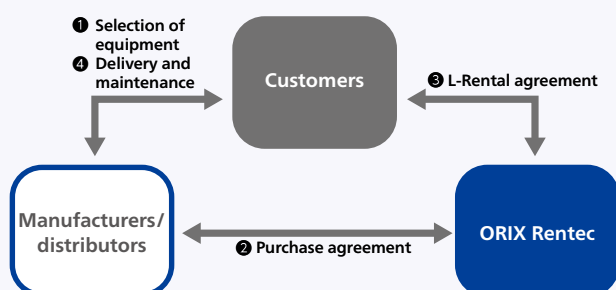 ❶ Selection of
equipment
❹ Delivery and
maintenance
Customers
❸ L-Rental agreement
Manufacturers/
distributors
❷ Purchase agreement
ORIX Rentec